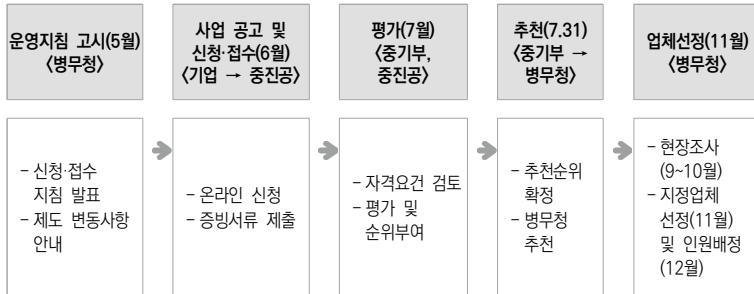 운영지침 고시(5월)
〈병무청〉
사업 공고 및
신청·접수(6월)
〈기업 → 중진공〉
평가(7월)
〈중기부,
중진공〉
추천(7.31)
〈중기부 →
병무청〉
업체선정(11월)
〈병무청〉
- 신청·접수
지침 발표
- 제도 변동사항
안내
- 온라인 신청
- 증빙서류 제출
- 자격요건 검토
- 평가 및
순위부여
- 추천순위
확정
- 병무청
추천
- 현장조사
(9~10월)
- 지정업체
선정(11월)
및 인원배정
(12월)